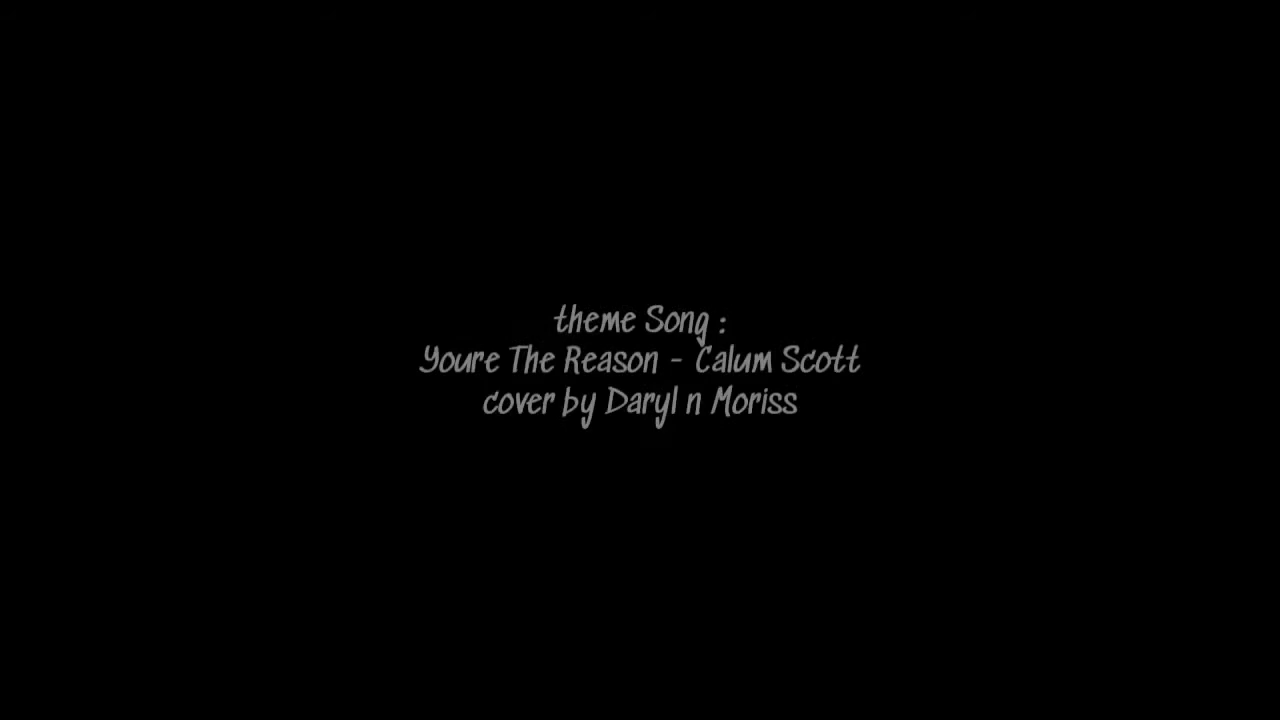 theme Song :
Youre The Reason - Calum Scott
cover by Daryl n Moriss